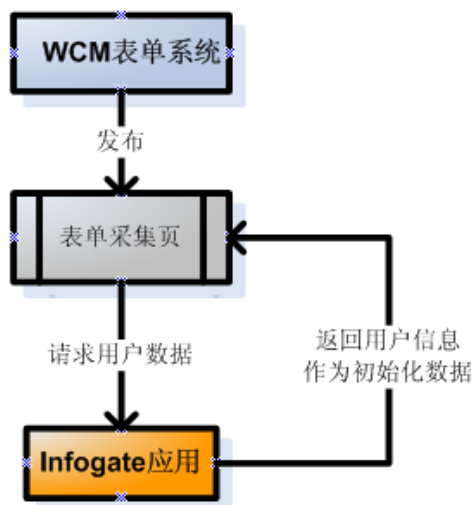 WCM表单系统
发布
表单采集页
请求用户数据
返回用户信息
作为初始化数据
Infogate应用